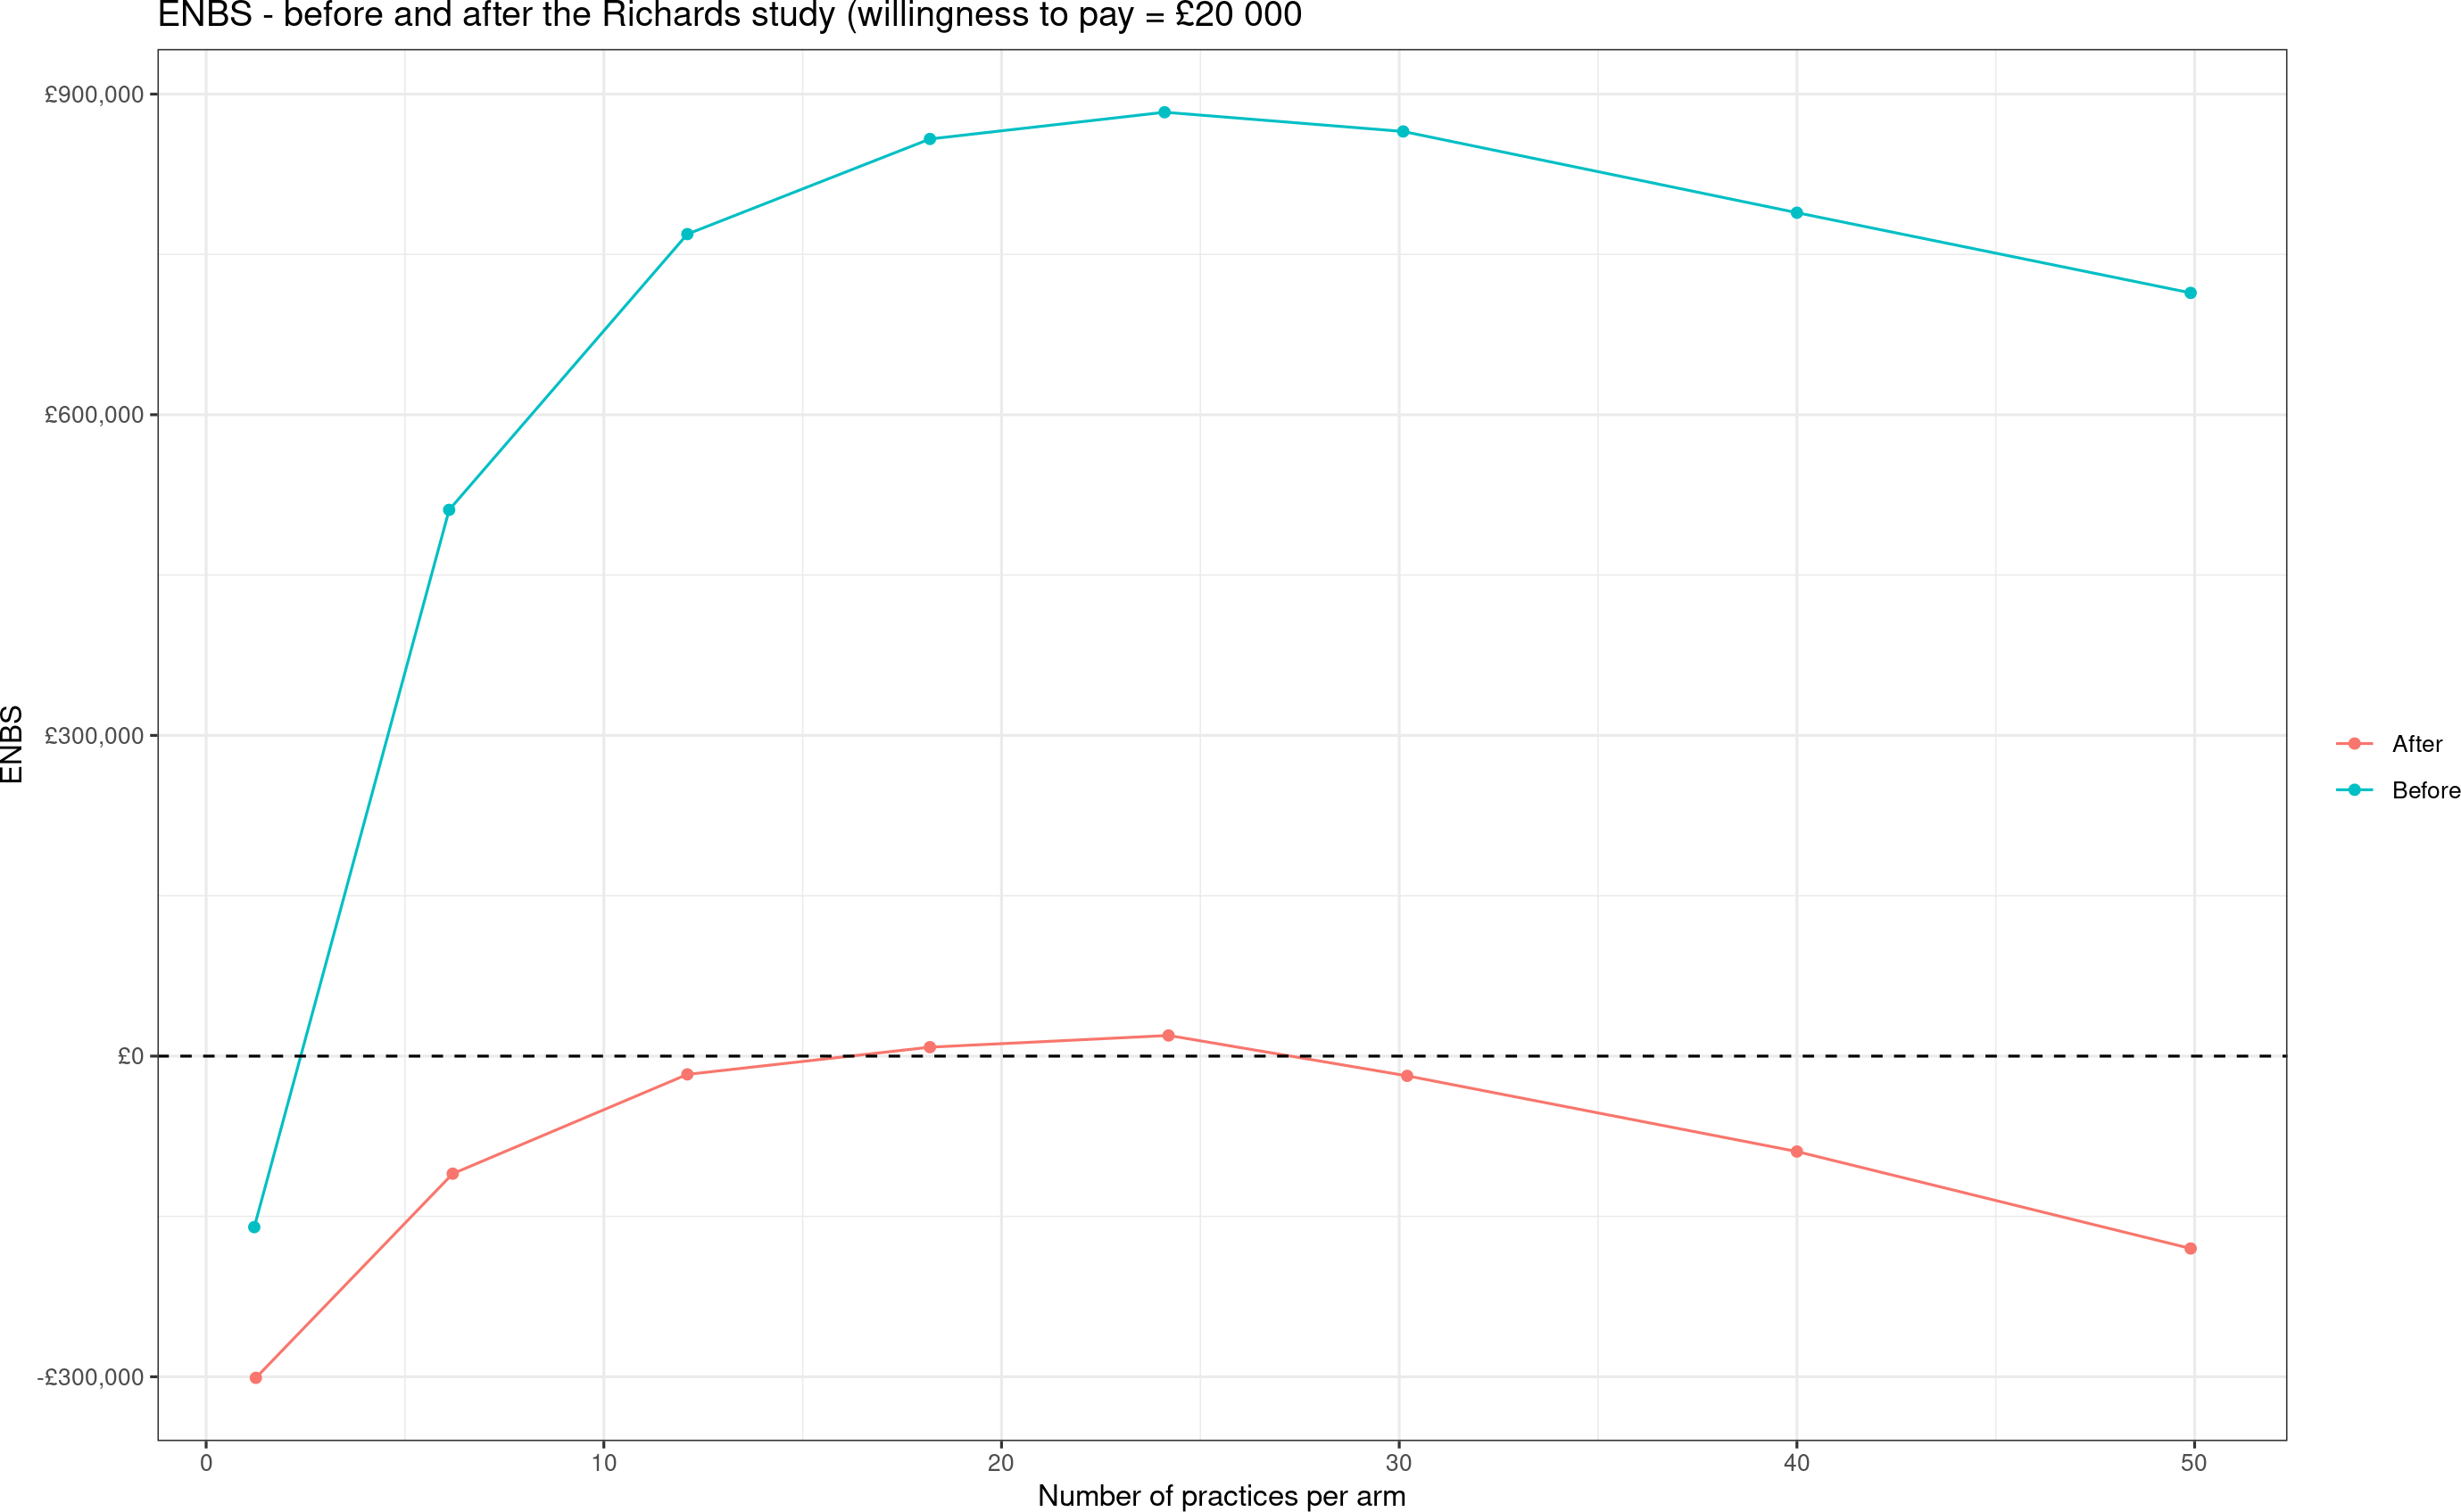 ENBS - before and after the Richards study (willingness to pay = £20 000
£900,000
£600,000
£300,000
£0
-£300,000
ENBS
0 10 20 30 40 50
Number of practices per arm
After
Before